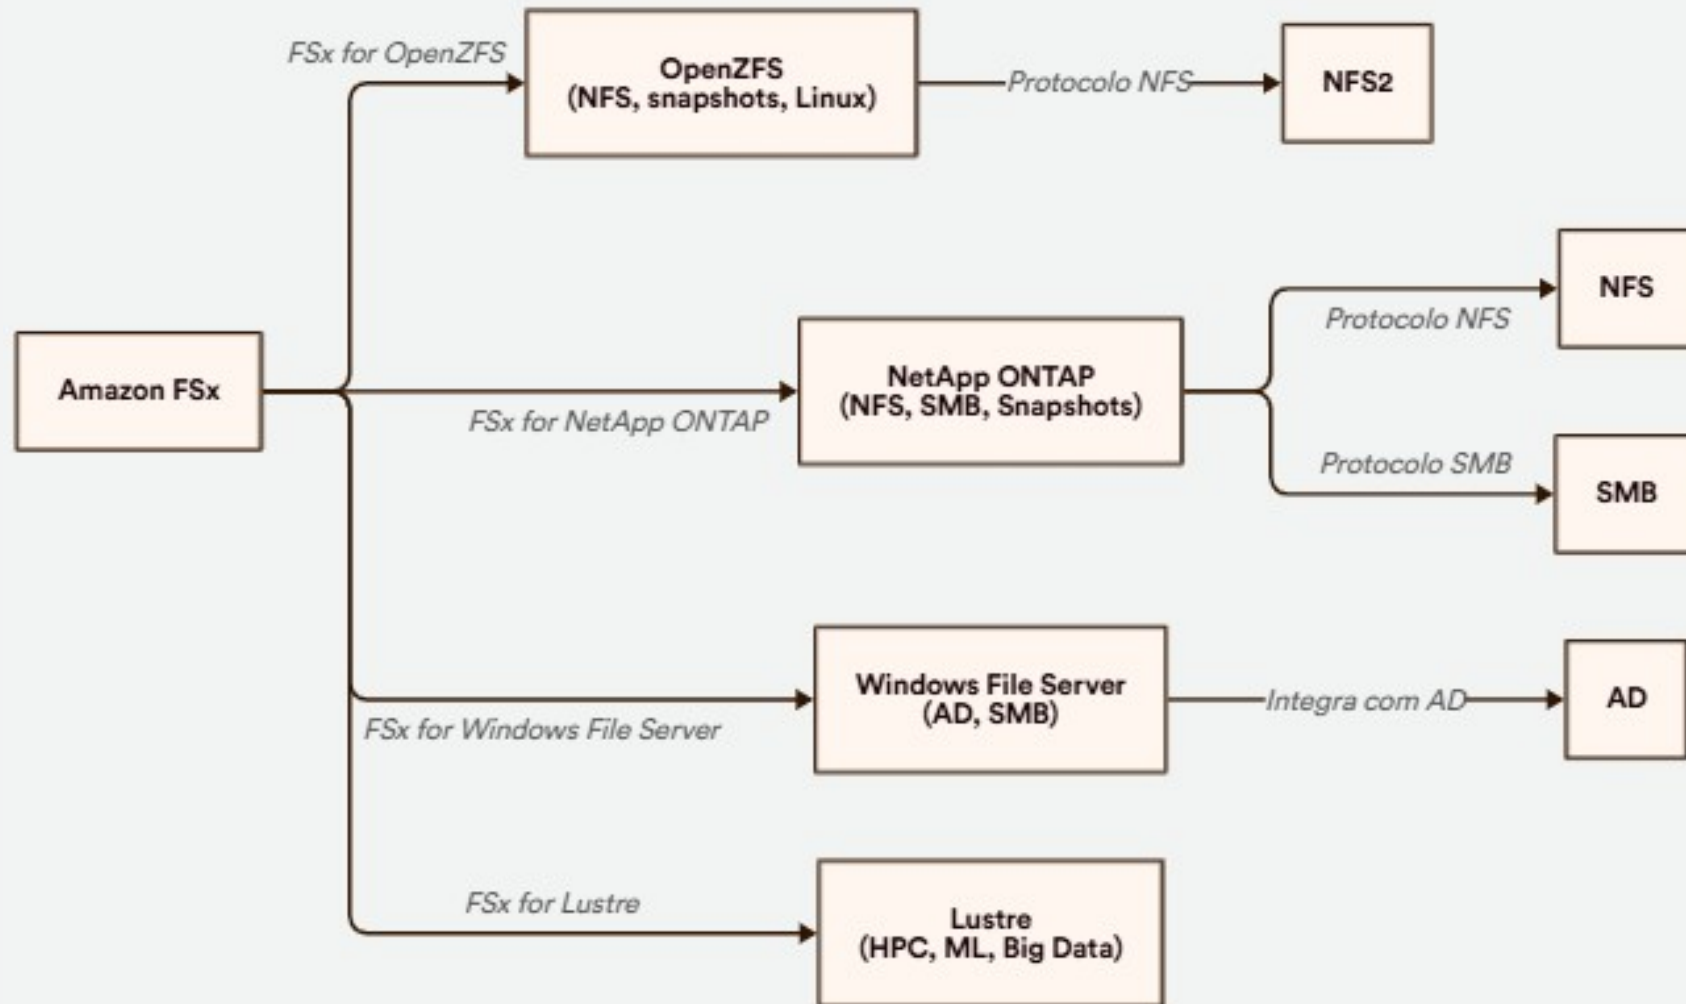 FSx for OpenZFS
OpenZFS
(NFS, snapshots, Linux)
Protocolo NFS
NFS2
NFS
Protocolo NFS
Amazon FSx
FSx for NetApp ONTAP
NetApp ONTAP
(NFS, SMB, Snapshots)
Protocolo SMB
SMB
Windows File Server
(AD, SMB)
Integra com AD
AD
FSx for Windows File Server
FSx for Lustre
Lustre
(HPC, ML, Big Data)